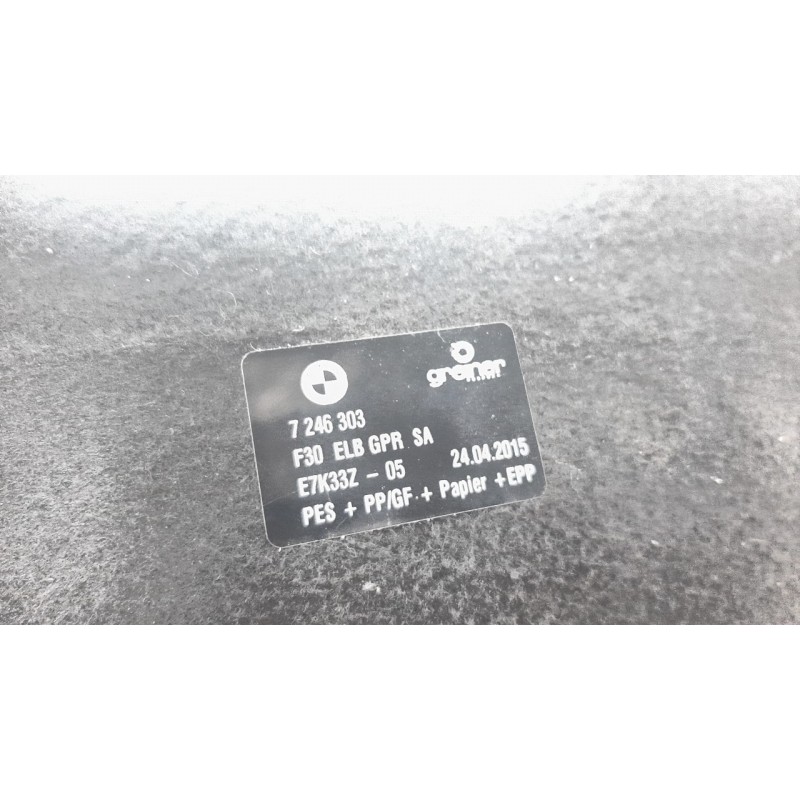 greiner
7 246 303
F30 ELB GPR SA
E7K33Z - 05 24.04.2015
PES + PP/GF + Papier +EPP